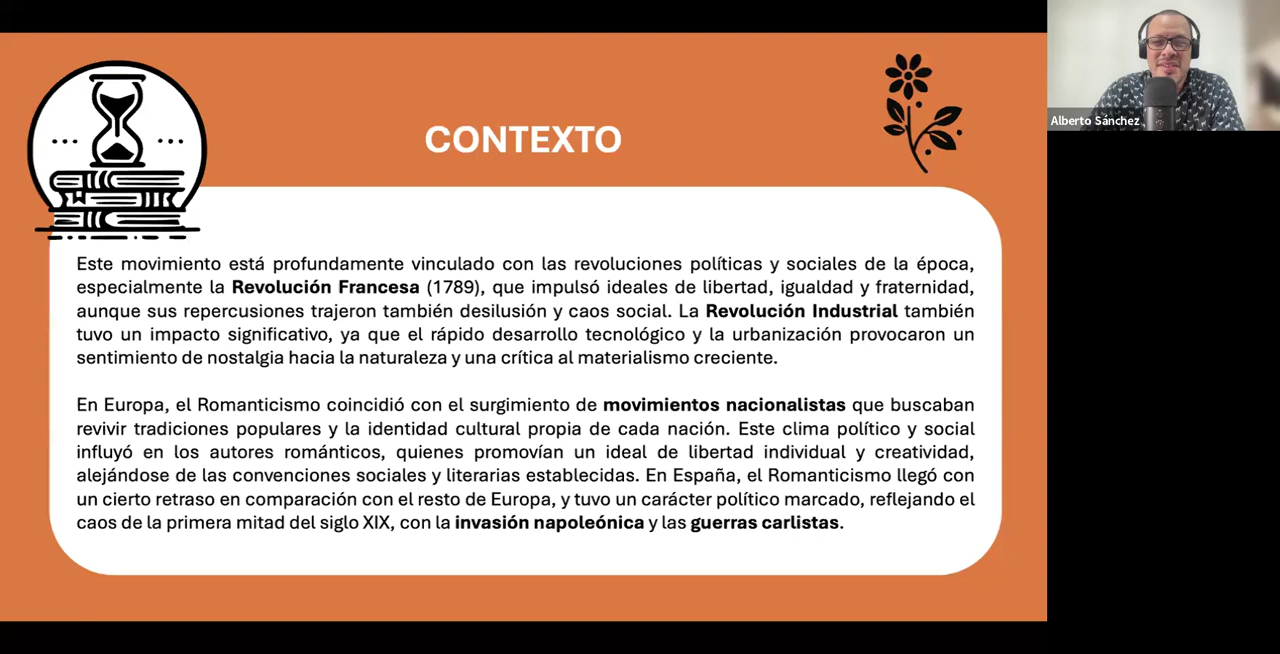 CONTEXTO
Alberto Sánchez
Este movimiento está profundamente vinculado con las revoluciones políticas y sociales de la época,
especialmente la Revolución Francesa (1789), que impulsó ideales de libertad, igualdad y fraternidad,
aunque sus repercusiones trajeron también desilusión y caos social. La Revolución Industrial también
tuvo un impacto significativo, ya que el rápido desarrollo tecnológico y la urbanización provocaron un
sentimiento de nostalgia hacia la naturaleza y una crítica al materialismo creciente.
En Europa, el Romanticismo coincidió con el surgimiento de movimientos nacionalistas que buscaban
revivir tradiciones populares y la identidad cultural propia de cada nación. Este clima político y social
influyó en los autores románticos, quienes promovían un ideal de libertad individual y creatividad,
alejándose de las convenciones sociales y literarias establecidas. En España, el Romanticismo llegó con
un cierto retraso en comparación con el resto de Europa, y tuvo un carácter político marcado, reflejando el
caos de la primera mitad del siglo XIX, con la invasión napoleónica y las guerras carlistas.